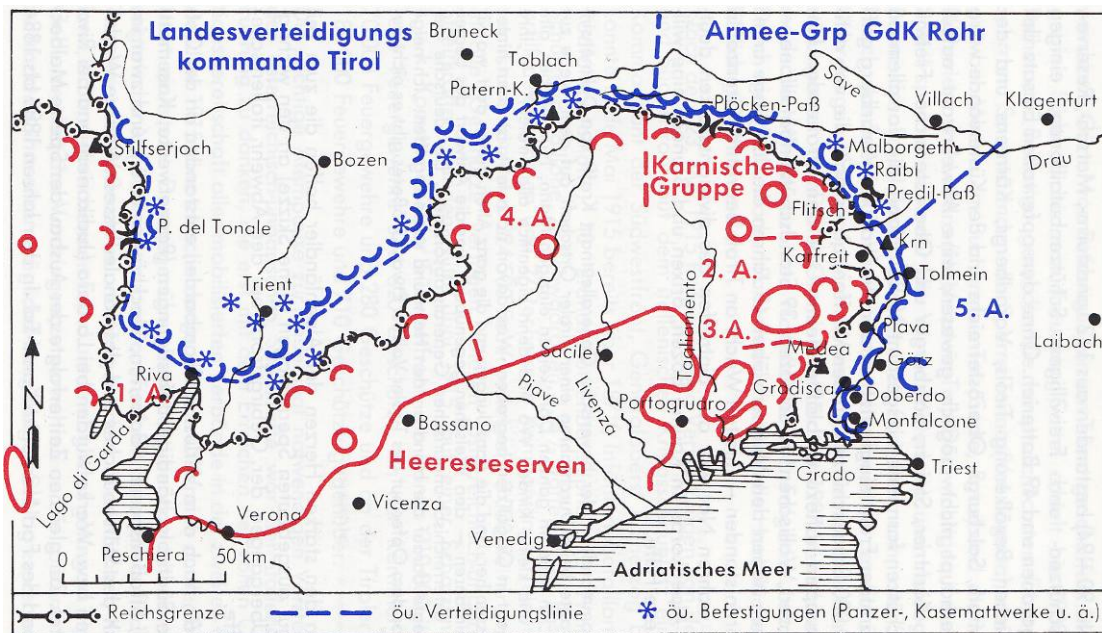 Landesverteidigungs
kommando Tirol
Bruneck
Armee-Grp GdK Rohr
Toblach
Patern-K.
Plöcken-Paß
Save
Villach
Klagenfurt
Drau
Stilfserjoch
Bozen
Malborgeth
Raibl
Predil-Paß
Karnische
Gruppe
Flitsch
P. del Tonale
4. A.
Krn
Karfreit
Tolmein
Trient
2. A.
5. A.
3.A.
Tagliamento
Plava
Laibach
Medea
Görz
Riva
1. A.
Sacile
Gradisca
Doberdo
N
Piave
Livenza
Portogruaro
Monfalcone
Bassano
Lago di Garda
Heeresreserven
Grado
Triest
Vicenza
Verona
Venedig
Peschiera
0 50 km
Adriatisches Meer
Reichsgrenze
öu. Verteidigungslinie
öu. Befestigungen (Panzer-, Kasemattwerke u. ä.)